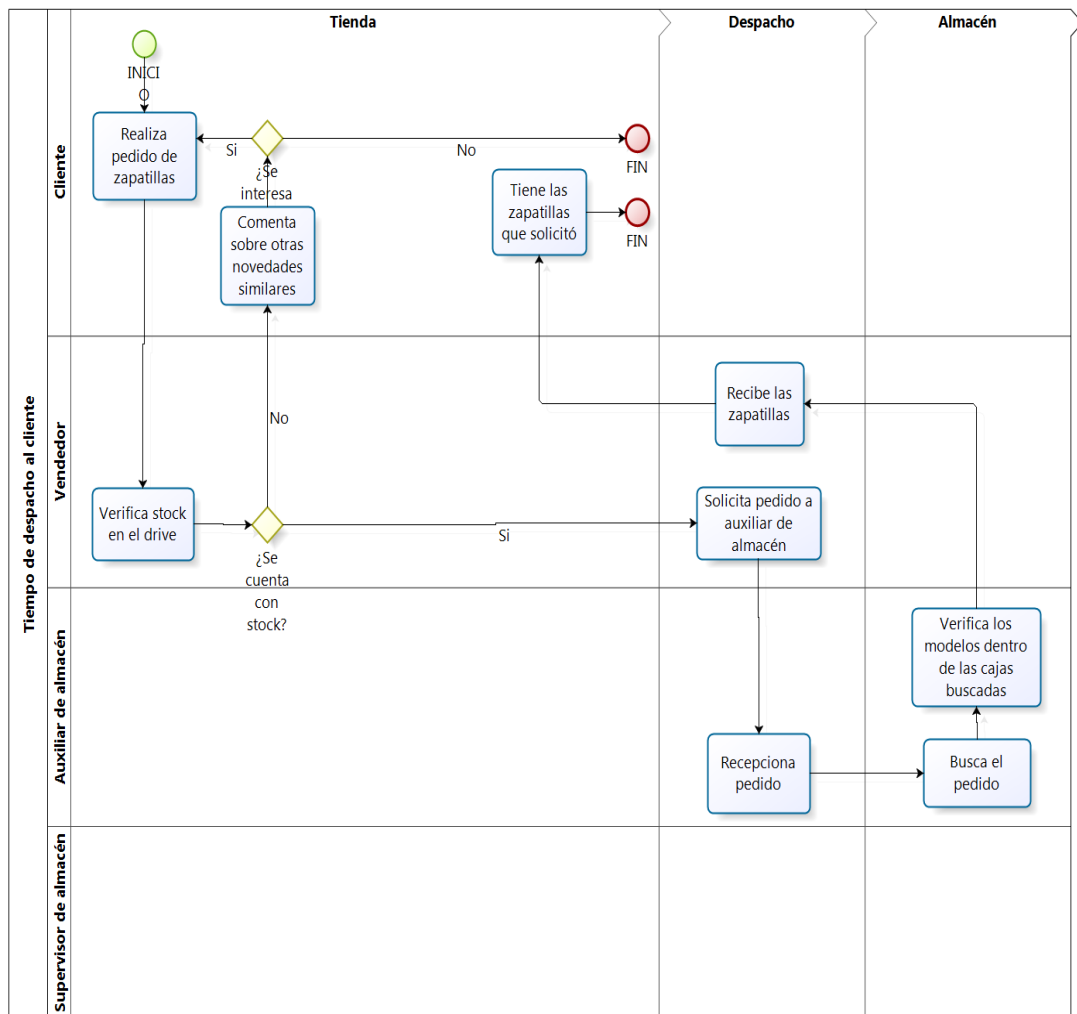 Tienda
Despacho
Almacén
Tiempo de despacho al cliente
Cliente
INICI
O
Realiza
pedido de
zapatillas
Si
¿Se
interesa
No
FIN
Comenta
sobre otras
novedades
similares
Tiene las
zapatillas
que solicitó
FIN
Vendedor
Verifica stock
en el drive
No
¿Se
cuenta
con
stock?
Si
Recibe las
zapatillas
Solicita pedido a
auxiliar de
almacén
Auxiliar de almacén
Recepciona
pedido
Verifica los
modelos dentro
de las cajas
buscadas
Busca el
pedido
Supervisor de almacén